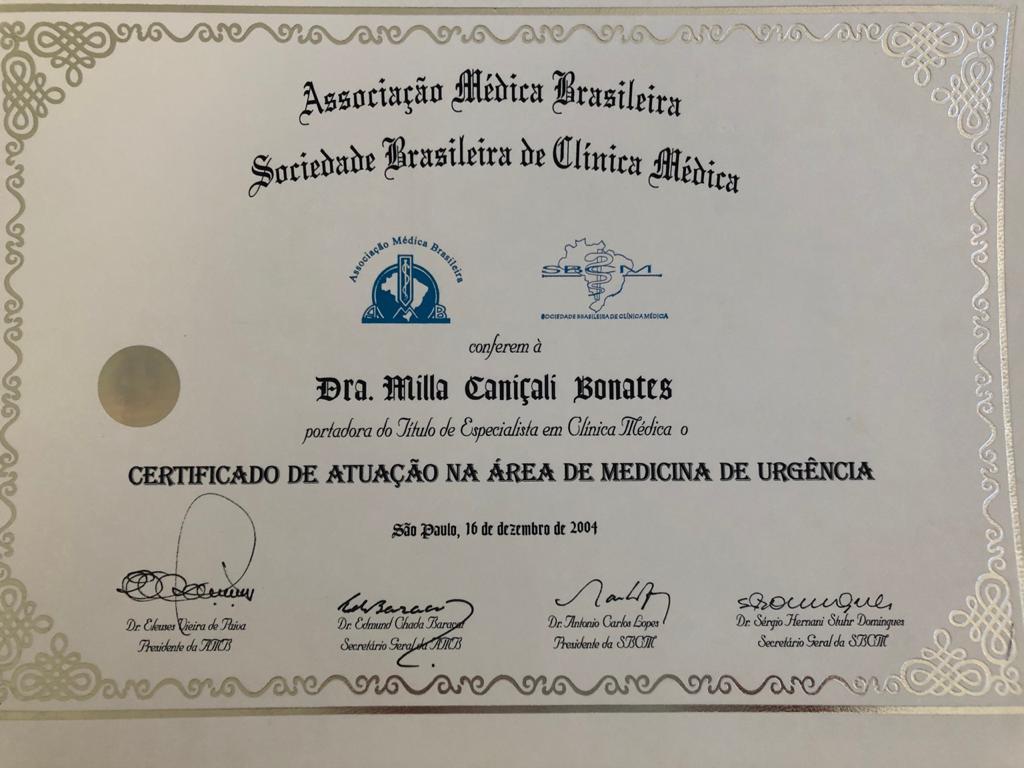 Associação Médica Brasileira
Sociedade Brasileira de Clínica Médica
Associação Médica Brasileira
AMB
SBCM
SOCIEDADE BRASILEIRA DE CLÍNICA MÉDICA
conferem à
Dra. Milla Caniçali Bonates
portadora do Título de Especialista em Clínica Médica o
CERTIFICADO DE ATUAÇÃO NA ÁREA DE MEDICINA DE URGÊNCIA
São Paulo, 16 de dezembro de 2004
Dr. Eleuses Vieira de Paiva
Presidente da AMB
Dr. Edmund Chada Baracat
Secretário Geral da AMB
Dr. Antonio Carlos Lopes
Presidente da SBCM
Dr. Sérgio Hernani Stuhr Domingues
Secretário Geral da SBCM